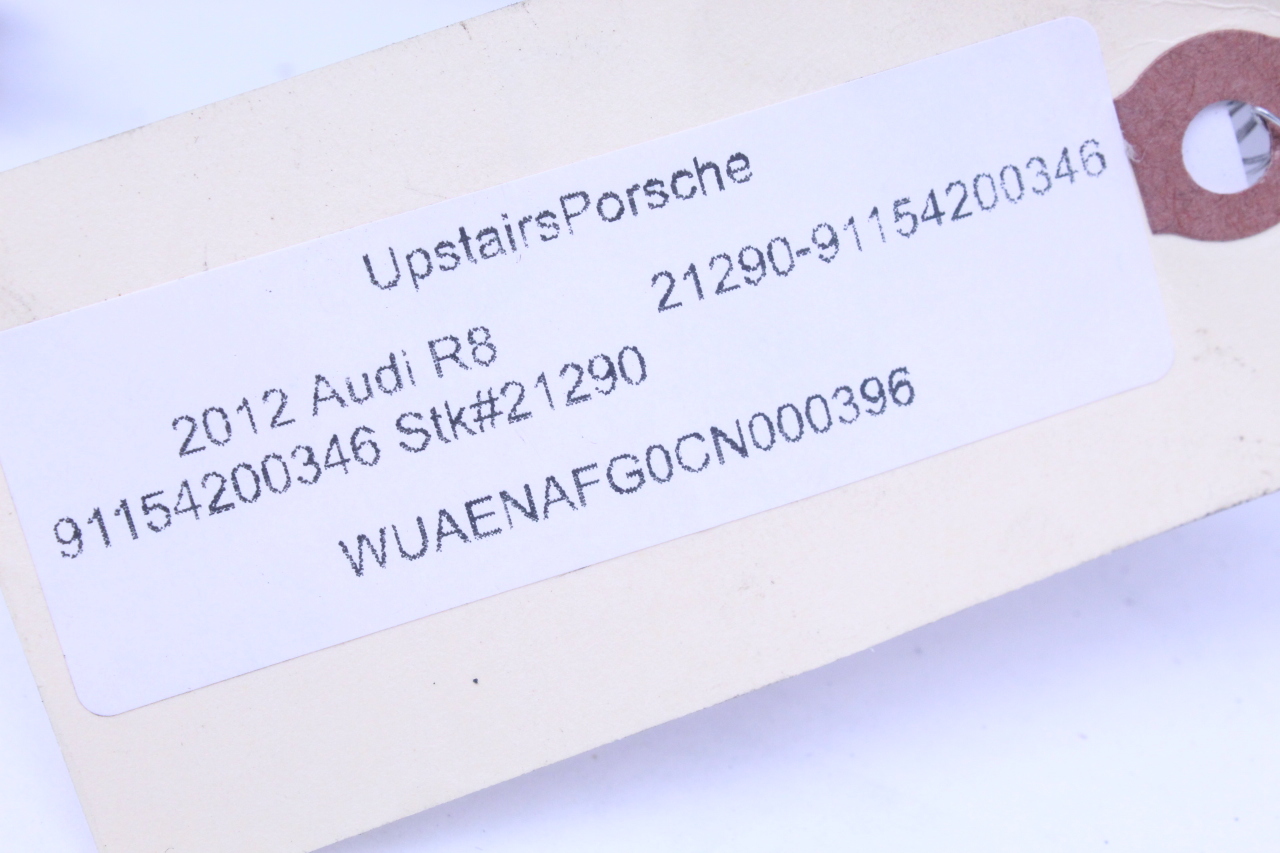 UpstairsPorsche
21290-91154200346
2012 Audi R8
91154200346 Stk#21290
WUAENAFG0CN000396